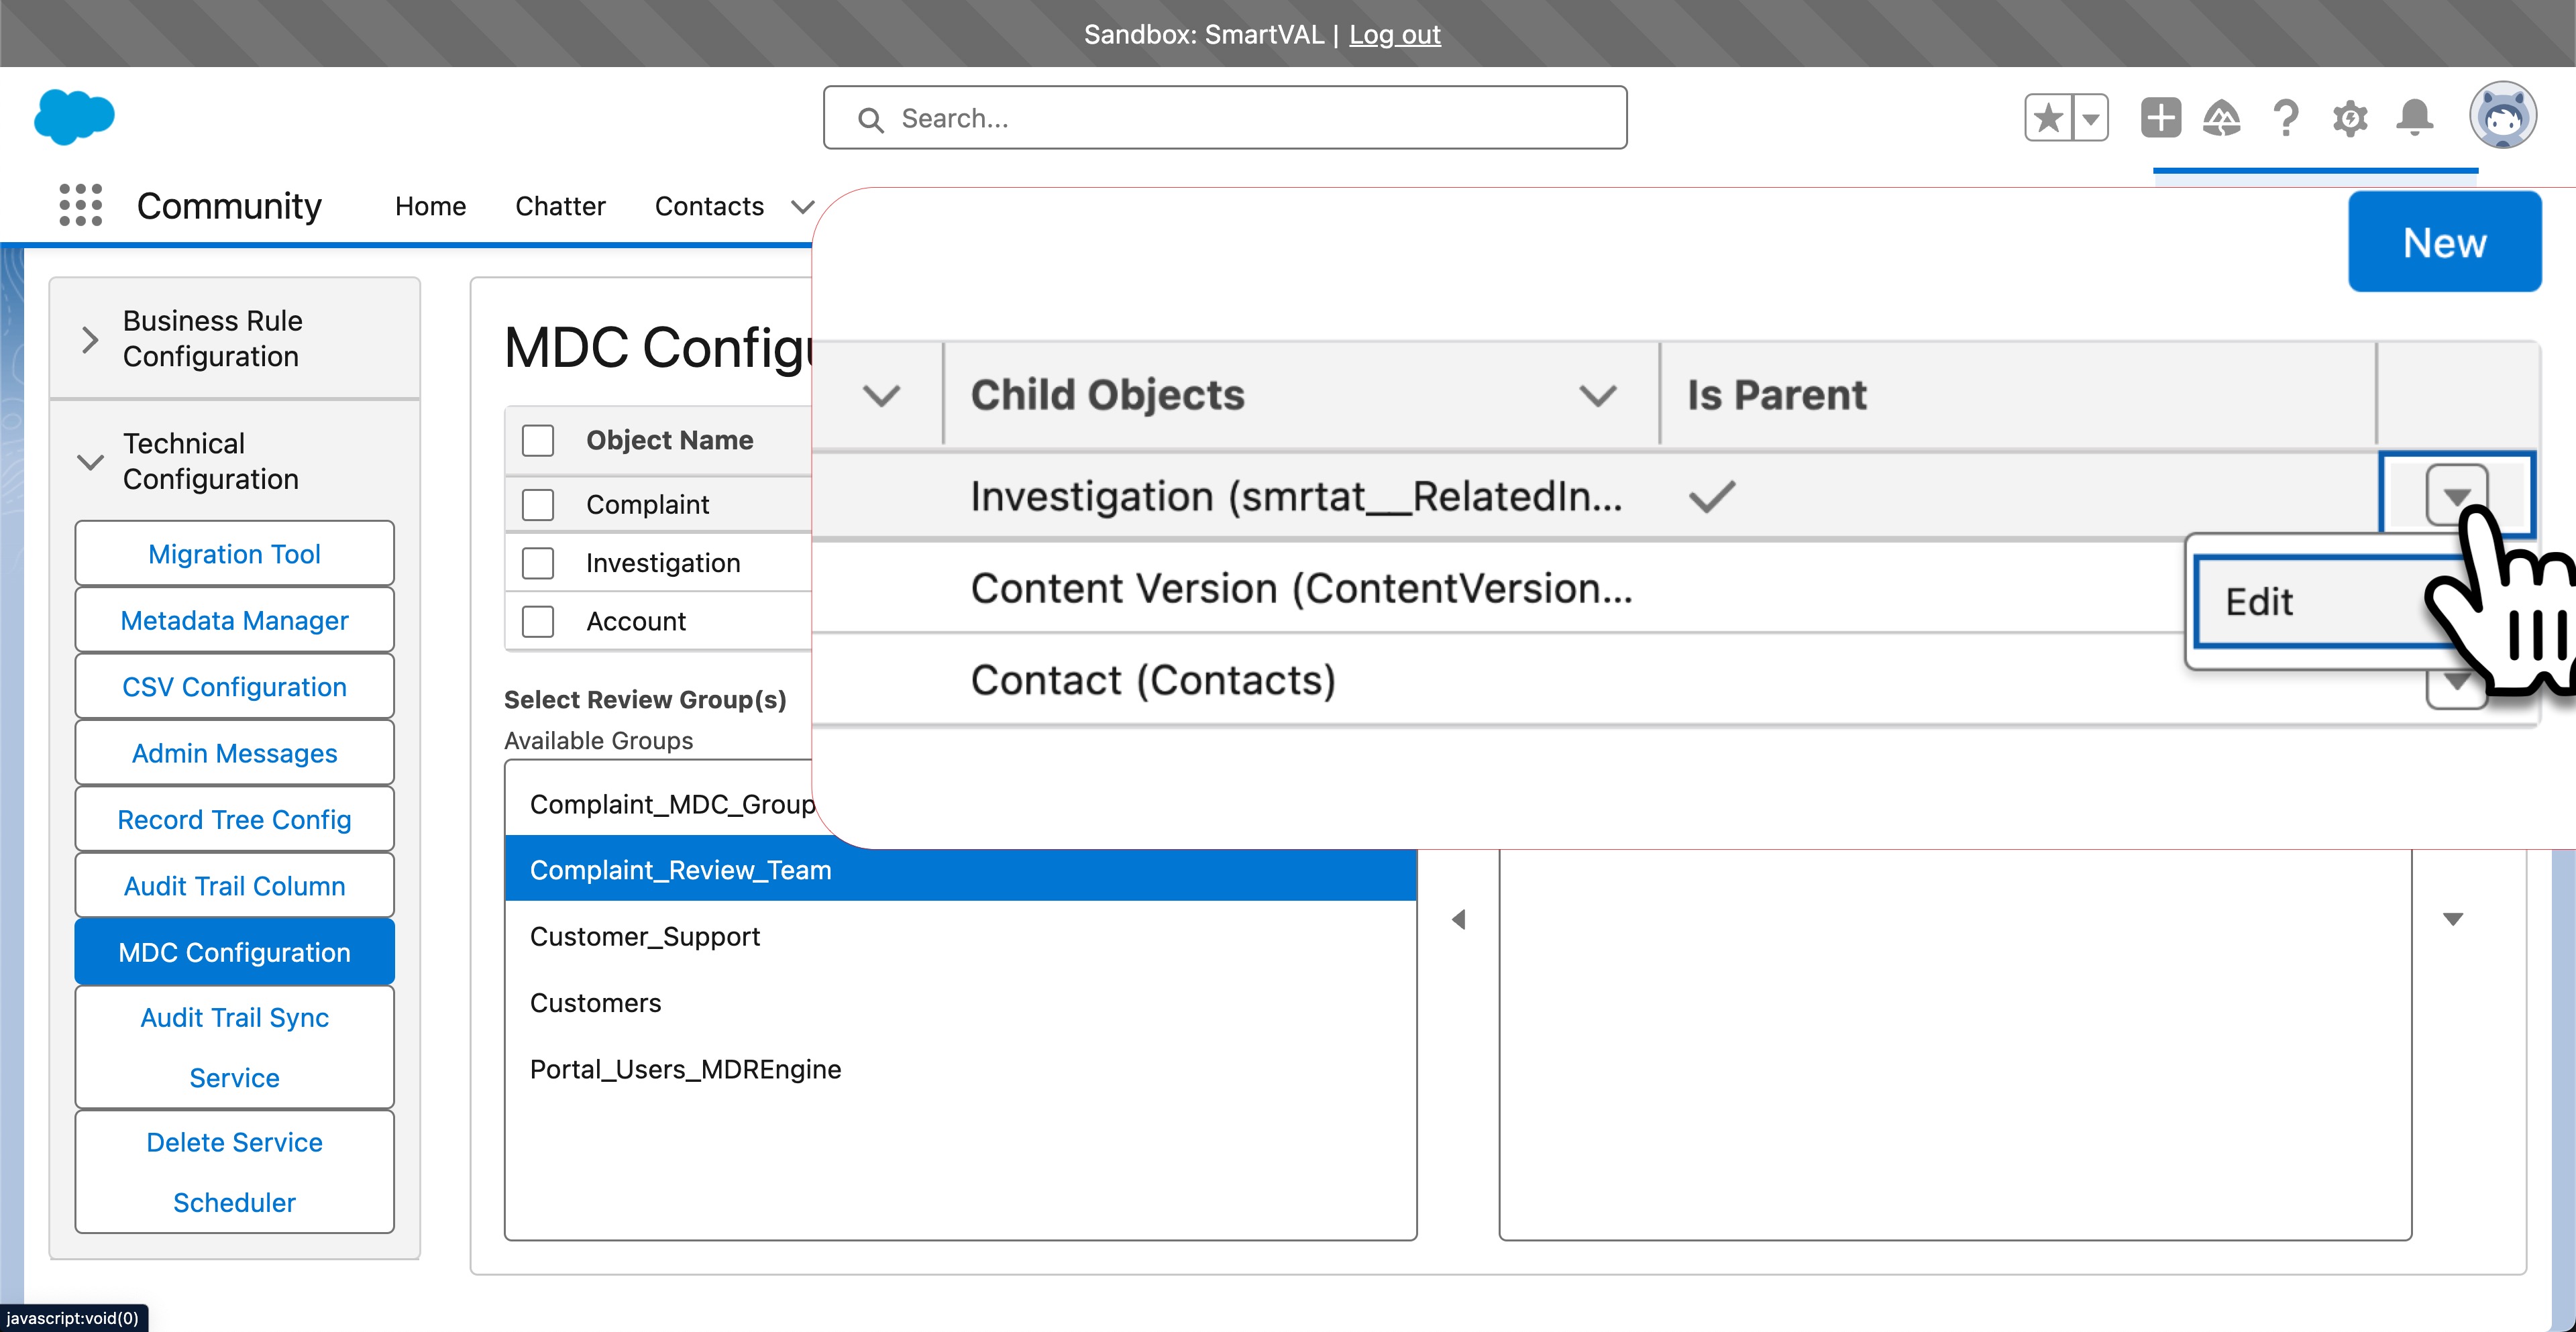 Sandbox: SmartVAL | Log out
Search...
Community
Home
Chatter
Contacts
New
Business Rule
Configuration
Technical
Configuration
Migration Tool
Metadata Manager
CSV Configuration
Admin Messages
Record Tree Config
Audit Trail Column
MDC Configuration
Audit Trail Sync
Service
Delete Service
Scheduler
MDC Configu
Object Name
Complaint
Investigation
Account
Child Objects
Is Parent
Investigation (smrtat__RelatedIn...
Content Version (ContentVersion...
Contact (Contacts)
Edit
Select Review Group(s)
Available Groups
Complaint_MDC_Group
Complaint_Review_Team
Customer_Support
Customers
Portal_Users_MDREngine
javascript:void(0)